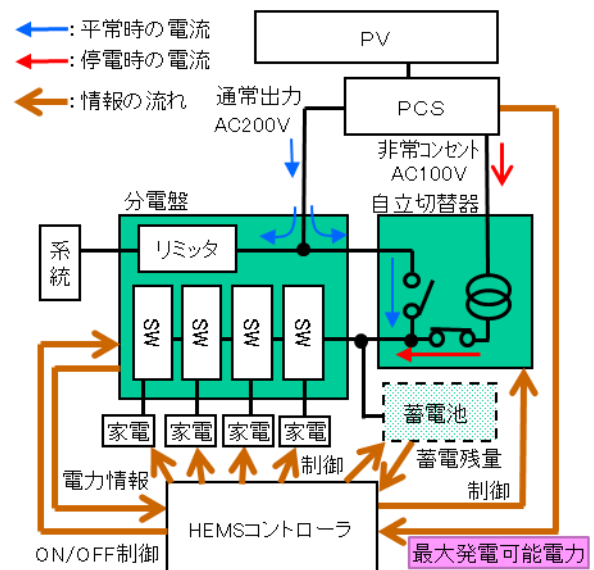 :平常時の電流
:停電時の電流
:情報の流れ
PV
PCS
通常出力
AC200V
非常コンセント
AC100V
分電盤
自立切替器
系統
リミッタ
SW
SW
SW
SW
家電
家電
家電
家電
蓄電池
電力情報
制御
蓄電残量
制御
HEMSコントローラ
ON/OFF制御
最大発電可能電力